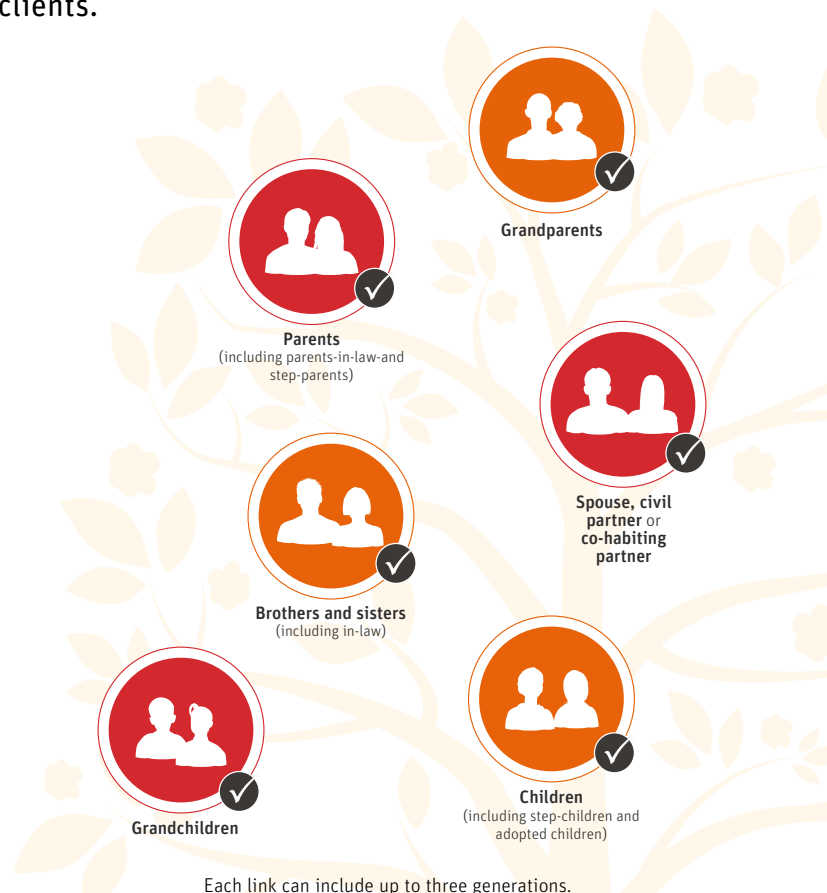 clients.
Grandparents
Parents
(including parents-in-law-and
step-parents)
Spouse, civil
partner or
co-habiting
partner
Brothers and sisters
(including in-law)
Children
(including step-children and
adopted children)
Grandchildren
Each link can include up to three generations.